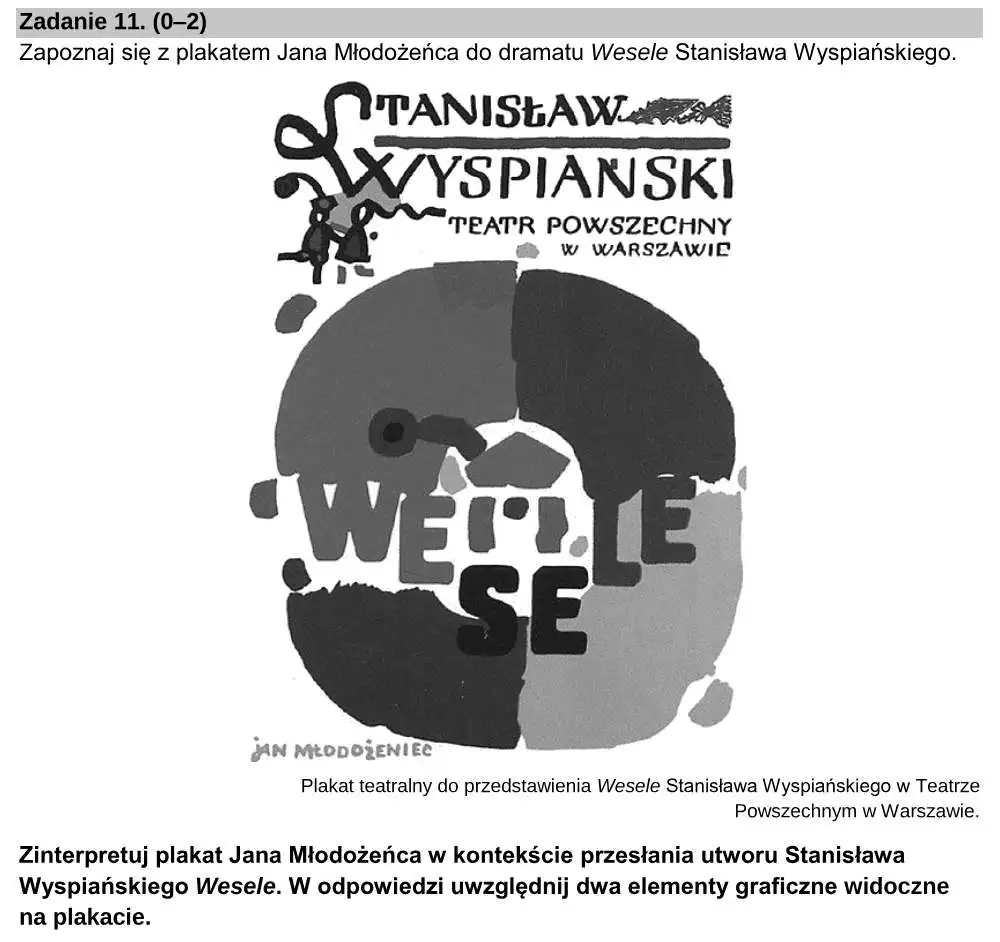 Zadanie 11. (0–2)
Zapoznaj się z plakatem Jana Młodożeńca do dramatu Wesele Stanisława Wyspiańskiego.
STANISŁAW
WYSPIAŃSKI
TEATR POWSZECHNY
W WARSZAWIE
WE LE
SE
JAN MŁODOŻENIEC
Plakat teatralny do przedstawienia Wesele Stanisława Wyspiańskiego w Teatrze
Powszechnym w Warszawie.
Zinterpretuj plakat Jana Młodożeńca w kontekście przesłania utworu Stanisława
Wyspiańskiego Wesele. W odpowiedzi uwzględnij dwa elementy graficzne widoczne
na plakacie.